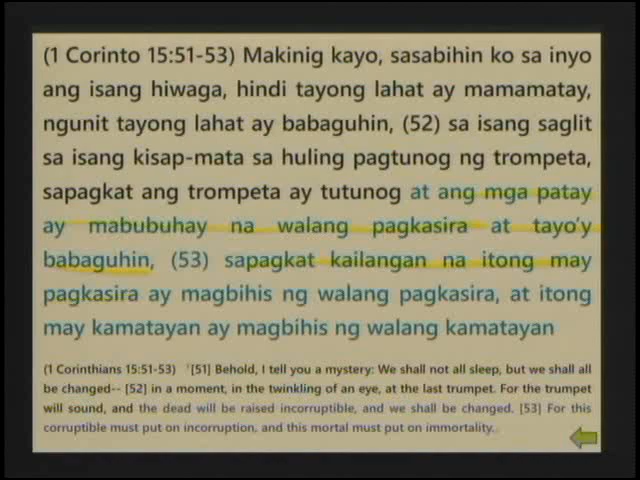 (1 Corinto 15:51-53) Makinig kayo, sasabihin ko sa inyo
ang isang hiwaga, hindi tayong lahat ay mamamatay,
ngunit tayong lahat ay babaguhin, (52) sa isang saglit
sa isang kisap-mata sa huling pagtunog ng trompeta,
sapagkat ang trompeta ay tutunog at ang mga patay
ay mabubuhay na walang pagkasira at tayo'y
babaguhin, (53) sapagkat kailangan na itong may
pagkasira ay magbihis ng walang pagkasira, at itong
may kamatayan ay magbihis ng walang kamatayan
(1 Corinthians 15:51-53) [51] Behold, I tell you a mystery: We shall not all sleep, but we shall all
be changed-- [52] in a moment, in the twinkling of an eye, at the last trumpet. For the trumpet
will sound, and the dead will be raised incorruptible, and we shall be changed. [53] For this
corruptible must put on incorruption, and this mortal must put on immortality.